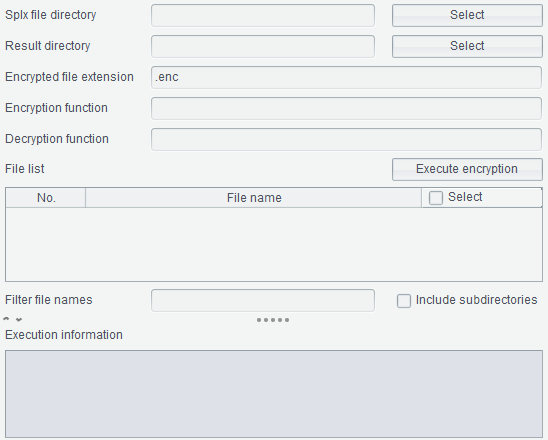 Splx file directory Select
Result directory Select
Encrypted file extension .enc
Encryption function
Decryption function
File list Execute encryption
No. File name Select
Filter file names Include subdirectories
Execution information